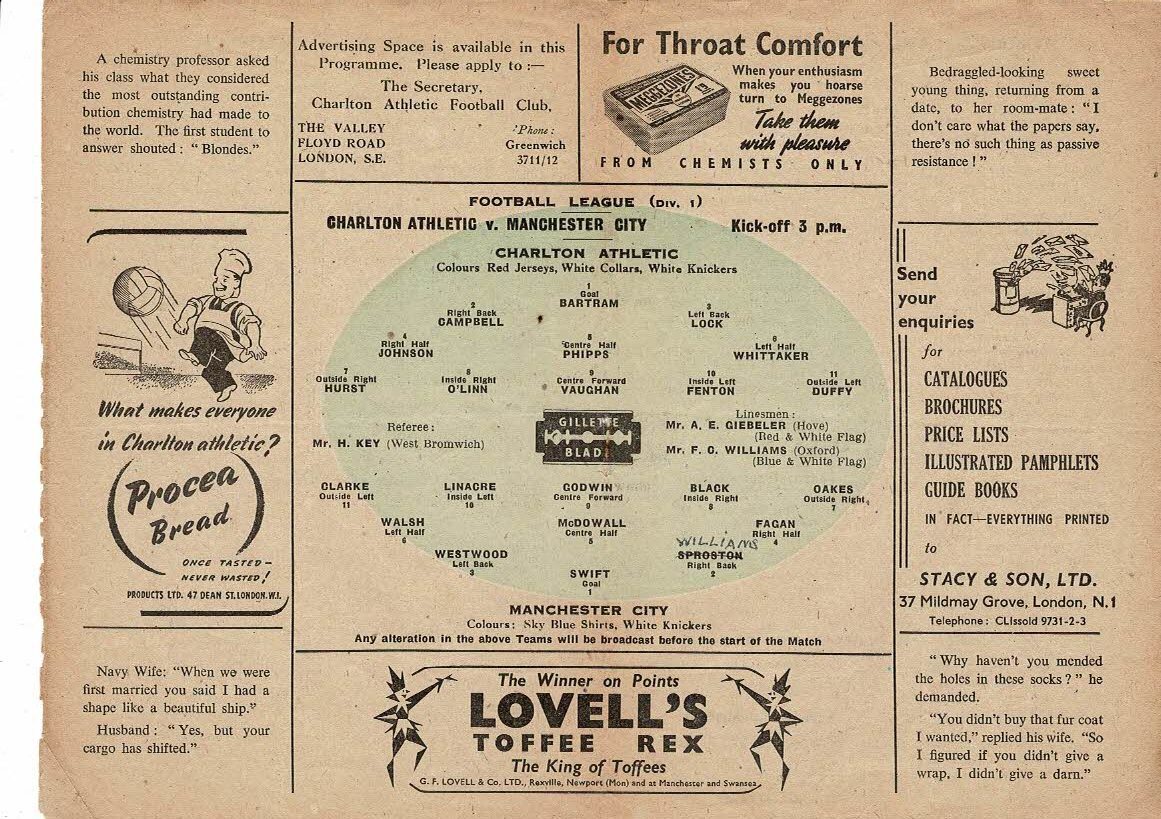 A chemistry professor asked
his class what they considered
the most outstanding contri-
bution chemistry had made to
the world. The first student to
answer shouted : " Blondes."
What makes everyone
in Charlton athletic?
Procea
Bread
ONCE TASTED –
NEVER WASTED!
PRODUCTS LTD. 47 DEAN ST. LONDON. W.I.
Navy Wife: "When we were
first married you said I had a
shape like a beautiful ship."
Husband : "Yes, but your
cargo has shifted."
Advertising Space is available in this
Programme. Please apply to :—
The Secretary,
Charlton Athletic Football Club,
THE VALLEY
FLOYD ROAD
LONDON, S.E.
'Phone :
Greenwich
3711/12
For Throat Comfort
MEGGEZONES
When your enthusiasm
makes you hoarse
turn to Meggezones
Take them
with pleasure
FROM CHEMISTS ONLY
FOOTBALL LEAGUE (DIV. 1)
CHARLTON ATHLETIC v. MANCHESTER CITY Kick-off 3 p.m.
CHARLTON ATHLETIC
Colours Red Jerseys, White Collars, White Knickers
1
Goal
BARTRAM
2
Right Back
CAMPBELL
3
Left Back
LOCK
4
Right Half
JOHNSON
5
Centre Half
PHIPPS
6
Left Half
WHITTAKER
7
Outside Right
HURST
8
Inside Right
O'LINN
9
Centre Forward
VAUGHAN
10
Inside Left
FENTON
11
Outside Left
DUFFY
Referee :
Mr. H. KEY (West Bromwich)
GILLETTE
BLADE
Linesmen :
Mr. A. E. GIEBELER (Hove)
(Red & White Flag)
Mr. F. C. WILLIAMS (Oxford)
(Blue & White Flag)
CLARKE
Outside Left
11
LINACRE
Inside Left
10
GODWIN
Centre Forward
9
BLACK
Inside Right
8
OAKES
Outside Right
7
WALSH
Left Half
6
McDOWALL
Centre Half
5
FAGAN
Right Half
4
WESTWOOD
Left Back
3
WILLIAMS
SPROSTON
Right Back
2
SWIFT
Goal
1
MANCHESTER CITY
Colours: Sky Blue Shirts, White Knickers
Any alteration in the above Teams will be broadcast before the start of the Match
The Winner on Points
LOVELL'S
TOFFEE REX
The King of Toffees
G. F. LOVELL & Co. LTD., Rexville, Newport (Mon) and at Manchester and Swansea
Bedraggled-looking sweet
young thing, returning from a
date, to her room-mate : "I
don't care what the papers say,
there's no such thing as passive
resistance ! "
Send
your
enquiries
for
CATALOGUES
BROCHURES
PRICE LISTS
ILLUSTRATED PAMPHLETS
GUIDE BOOKS
IN FACT—EVERYTHING PRINTED
to
STACY & SON, LTD.
37 Mildmay Grove, London, N.1
Telephone : CLIssold 9731-2-3
" Why haven't you mended
the holes in these socks ? " he
demanded.
"You didn't buy that fur coat
I wanted," replied his wife. "So
I figured if you didn't give a
wrap, I didn't give a darn."